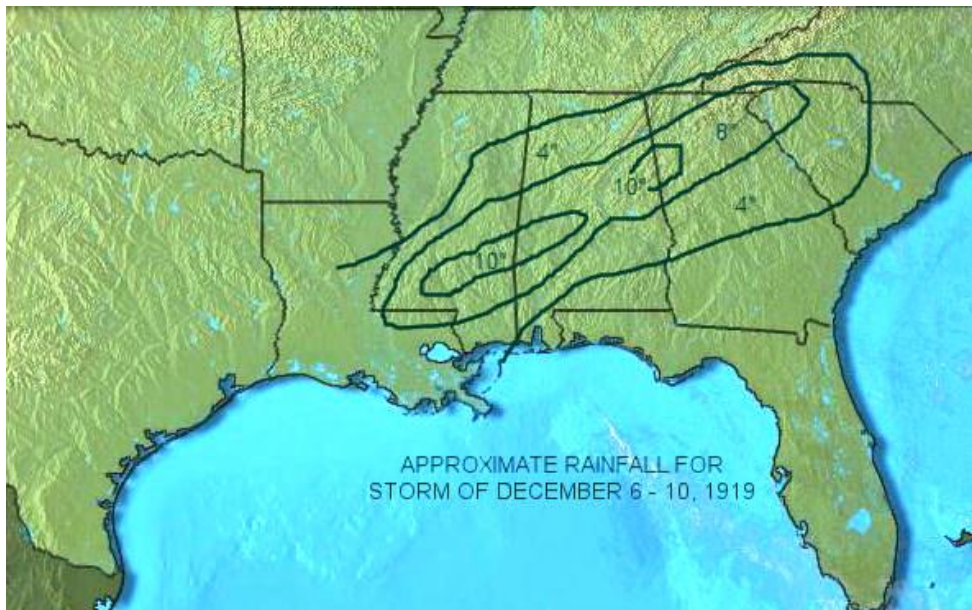 8"
4"
10"
4"
10"
APPROXIMATE RAINFALL FOR
STORM OF DECEMBER 6 - 10, 1919